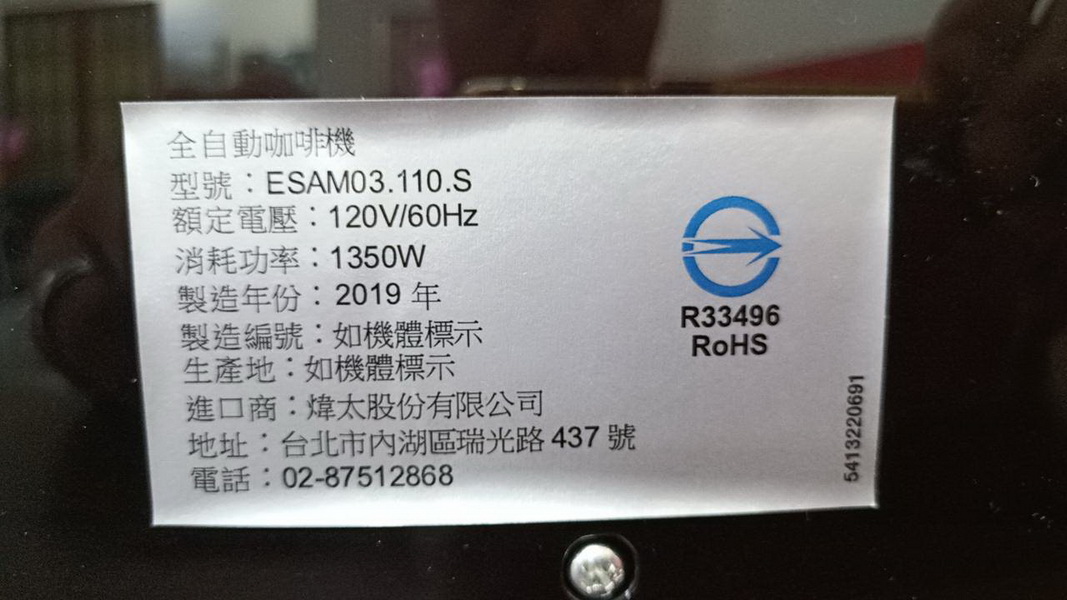 全自動咖啡機
型號：ESAM03.110.S
額定電壓：120V/60Hz
消耗功率：1350W
製造年份：2019 年
製造編號：如機體標示
生產地：如機體標示
進口商：煒太股份有限公司
地址：台北市內湖區瑞光路 437 號
電話：02-87512868
R33496
RoHS
5413220691